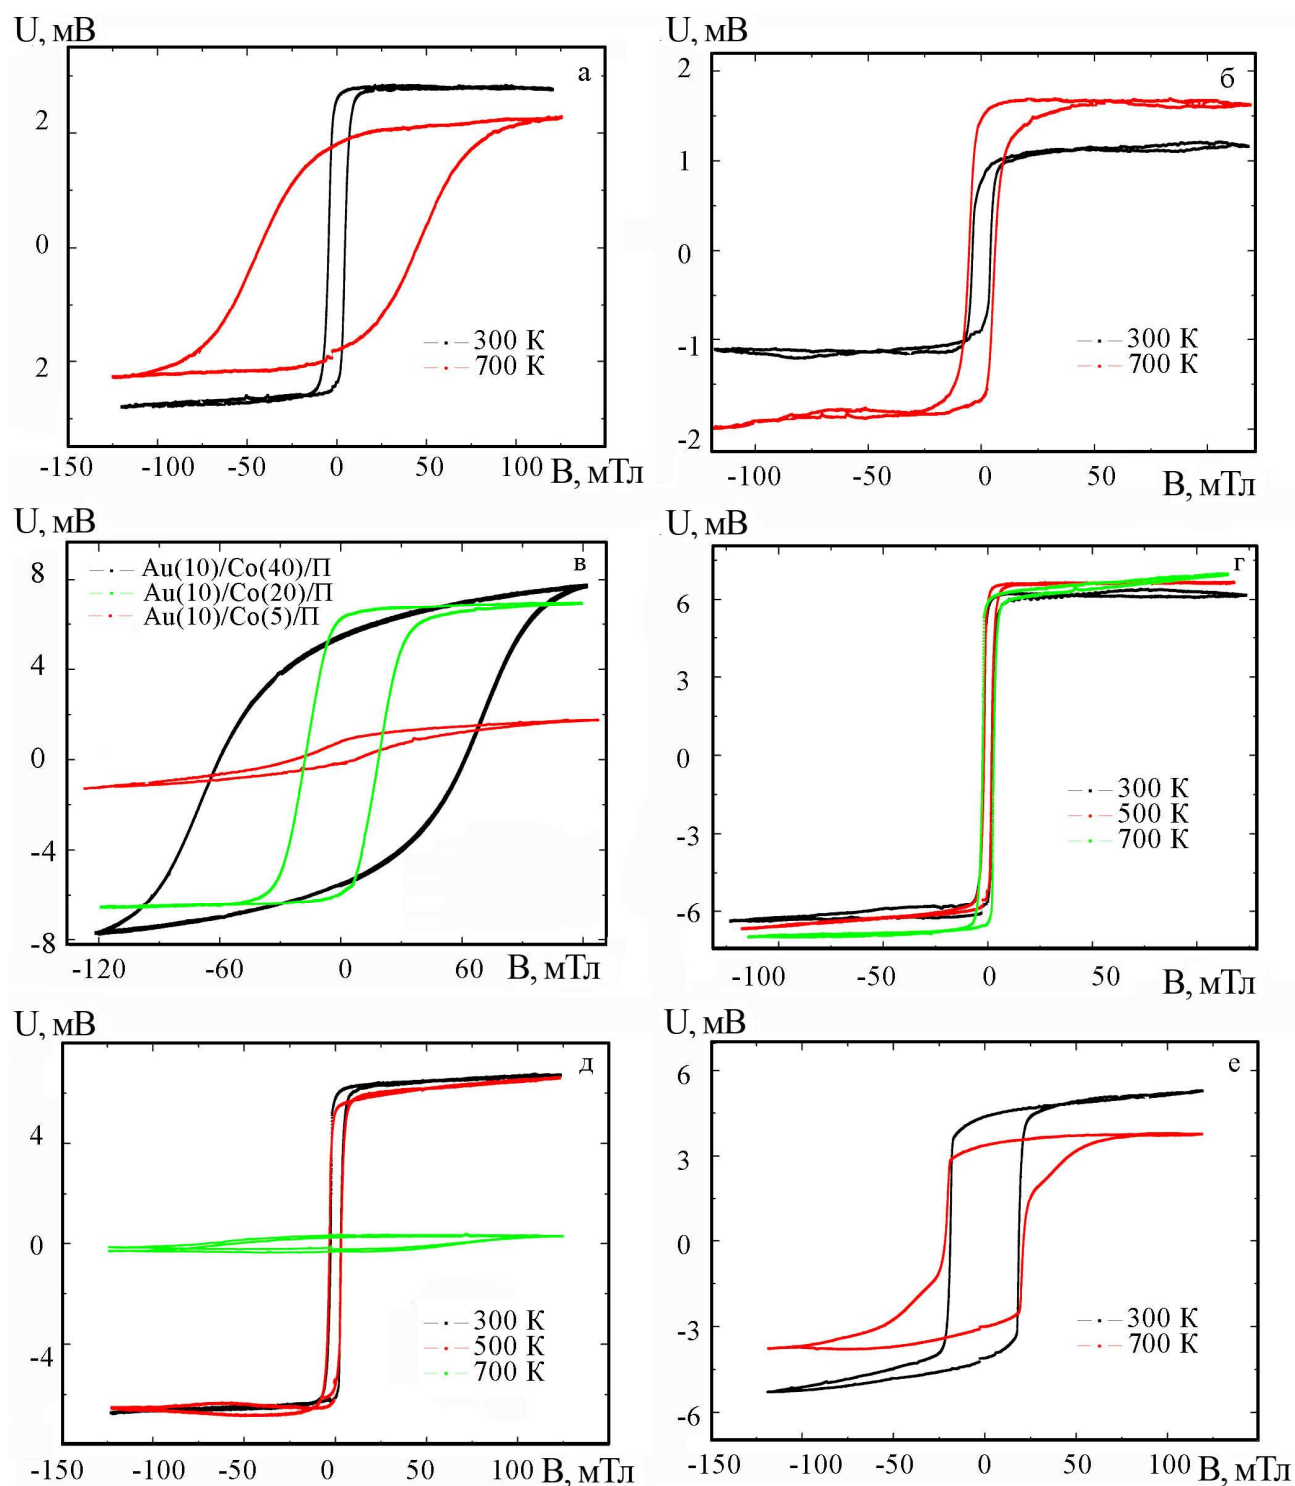 U, мВ
а
2
0
2
300 К
700 К
-150 -100 -50 0 50 100 В, мТл
U, мВ
б
2
1
0
-1
-2
300 К
700 К
-100 -50 0 50 В, мТл
U, мВ
в
8
4
0
-4
-8
Au(10)/Co(40)/П
Au(10)/Co(20)/П
Au(10)/Co(5)/П
-120 -60 0 60 В, мТл
U, мВ
г
6
3
0
-3
-6
300 К
500 К
700 К
-100 -50 0 50 В, мТл
U, мВ
д
4
0
-4
300 К
500 К
700 К
-150 -100 -50 0 50 100 В, мТл
U, мВ
е
6
3
0
-3
-6
300 К
700 К
-150 -100 -50 0 50 100 В, мТл